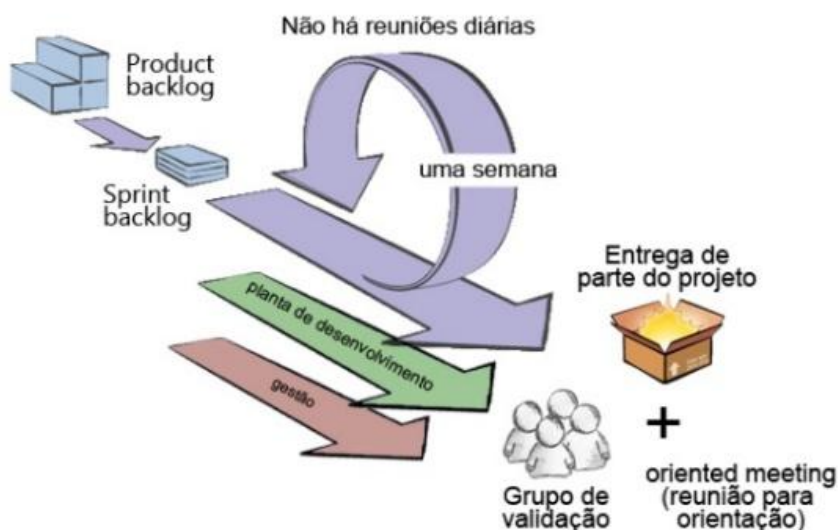 Não há reuniões diárias
Product
backlog
uma semana
Sprint
backlog
Entrega de
parte do projeto
planta de desenvolvimento
gestão
+
Grupo de
validação
oriented meeting
(reunião para
orientação)